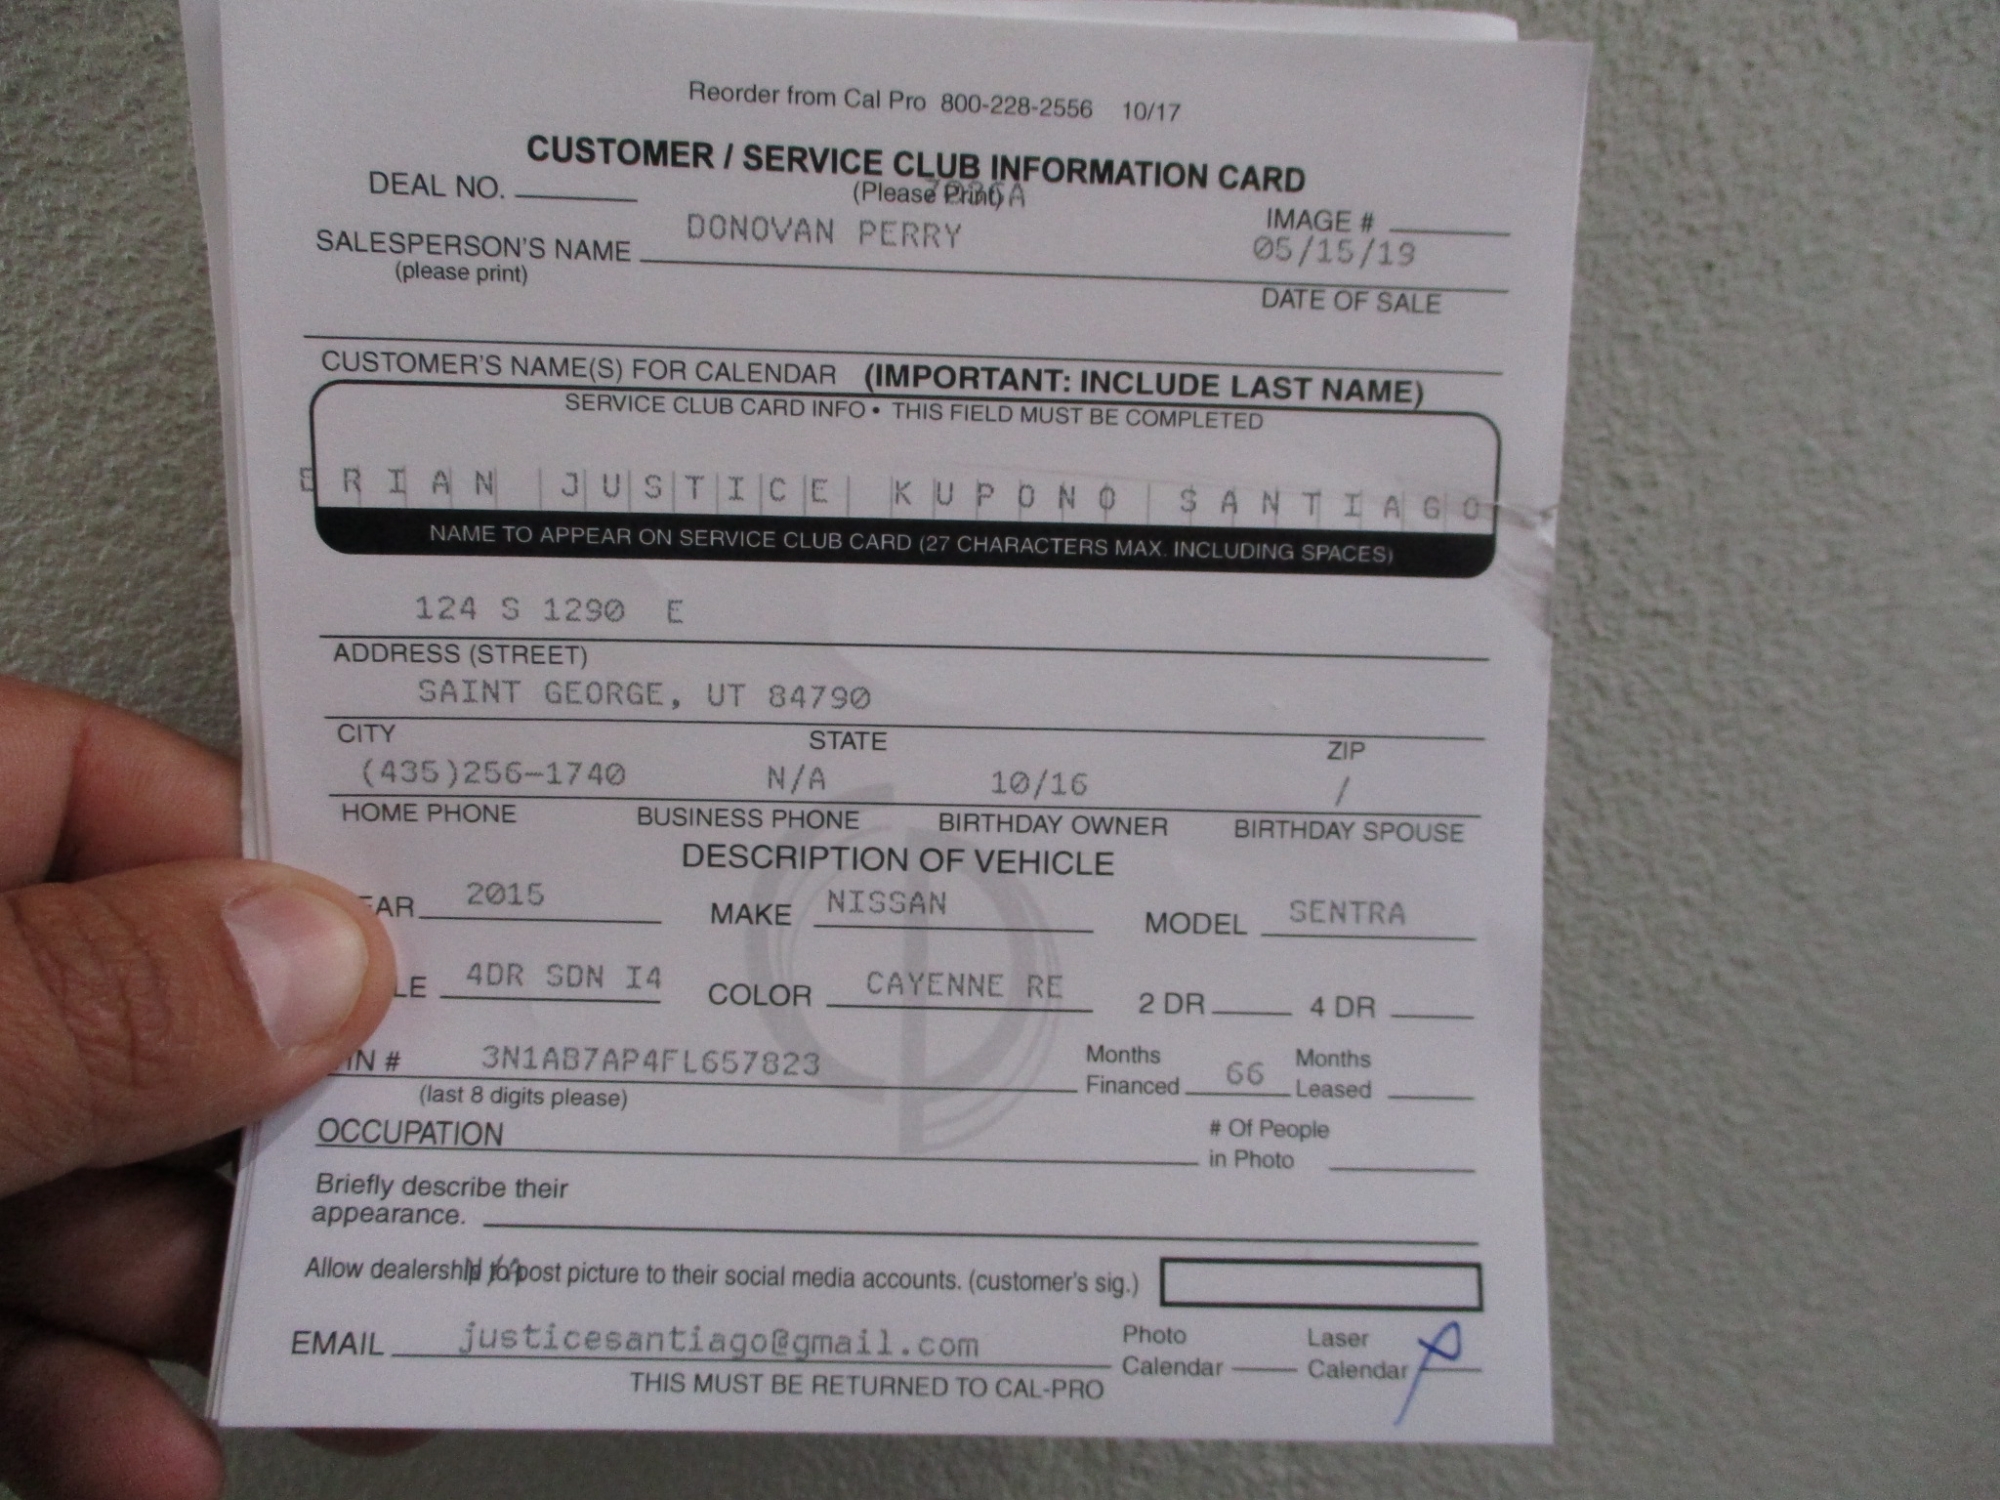 Reorder from Cal Pro 800-228-2556 10/17
CUSTOMER / SERVICE CLUB INFORMATION CARD
DEAL NO. (Please Print)
IMAGE #
SALESPERSON'S NAME DONOVAN PERRY 05/15/19
(please print) DATE OF SALE
CUSTOMER'S NAME(S) FOR CALENDAR (IMPORTANT: INCLUDE LAST NAME)
SERVICE CLUB CARD INFO • THIS FIELD MUST BE COMPLETED
BRIAN JUSTICE KUPONO SANTIAGO
NAME TO APPEAR ON SERVICE CLUB CARD (27 CHARACTERS MAX. INCLUDING SPACES)
124 S 1290 E
ADDRESS (STREET)
SAINT GEORGE, UT 84790
CITY STATE ZIP
(435)256-1740 N/A 10/16 /
HOME PHONE BUSINESS PHONE BIRTHDAY OWNER BIRTHDAY SPOUSE
DESCRIPTION OF VEHICLE
EAR 2015 MAKE NISSAN MODEL SENTRA
LE 4DR SDN I4 COLOR CAYENNE RE 2 DR 4 DR
IN # 3N1AB7AP4FL657823 Months Financed 66 Months Leased
(last 8 digits please)
OCCUPATION # Of People in Photo
Briefly describe their
appearance.
Allow dealership to post picture to their social media accounts. (customer's sig.)
N/A
EMAIL justicesantiago@gmail.com Photo Calendar Laser Calendar
THIS MUST BE RETURNED TO CAL-PRO